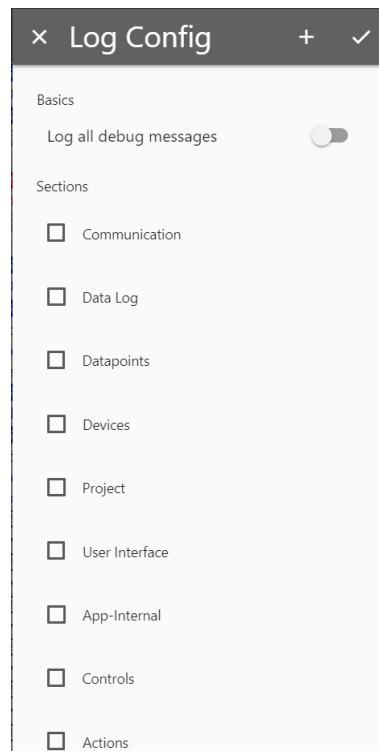 Log Config
Basics
Log all debug messages
Sections
Communication
Data Log
Datapoints
Devices
Project
User Interface
App-Internal
Controls
Actions